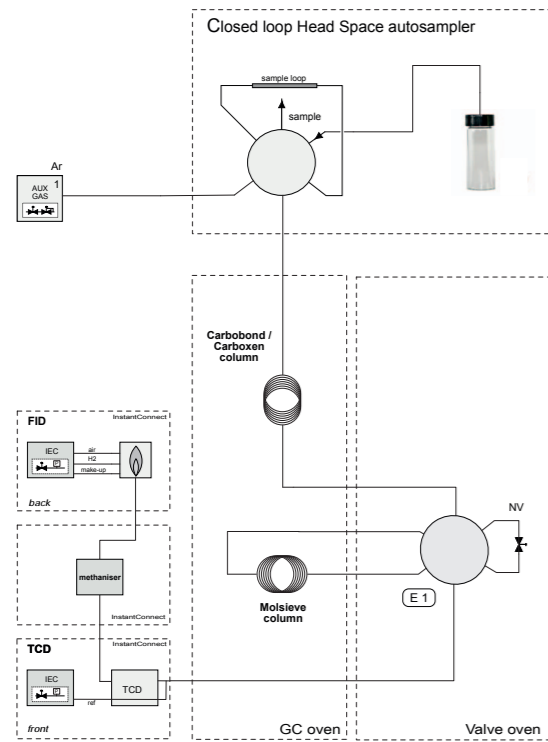 Closed loop Head Space autosampler
sample loop
sample
Ar
AUX 1
GAS
Carbobond /
Carboxen
column
FID
InstantConnect
IEC
air
H2
make-up
P
back
NV
methaniser
InstantConnect
Molsieve
column
E 1
TCD
InstantConnect
IEC
P
ref
TCD
front
GC oven
Valve oven